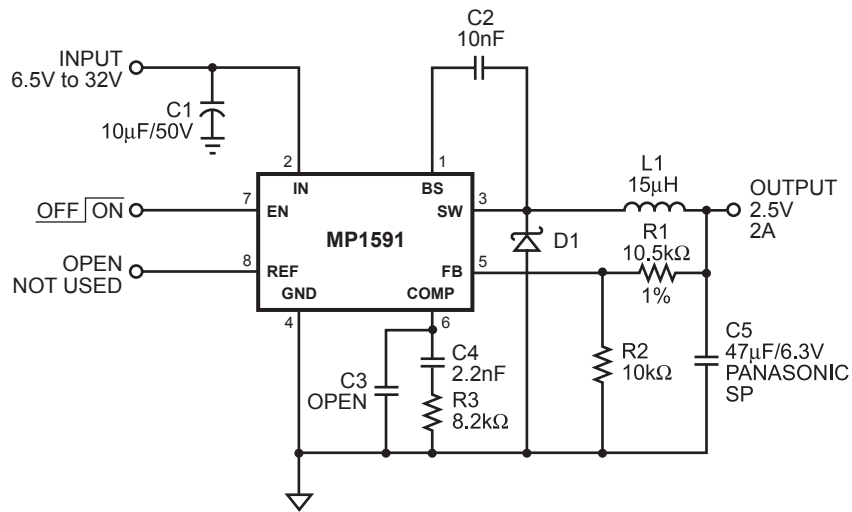 C2
10nF
INPUT
6.5V to 32V
C1
10µF/50V
2
1
IN
BS
L1
15µH
OUTPUT
2.5V
2A
OFF ON
7
EN
SW
3
MP1591
D1
R1
10.5kΩ
1%
OPEN
NOT USED
8
REF
FB
5
GND
COMP
4
6
C3
OPEN
C4
2.2nF
R3
8.2kΩ
R2
10kΩ
C5
47µF/6.3V
PANASONIC
SP